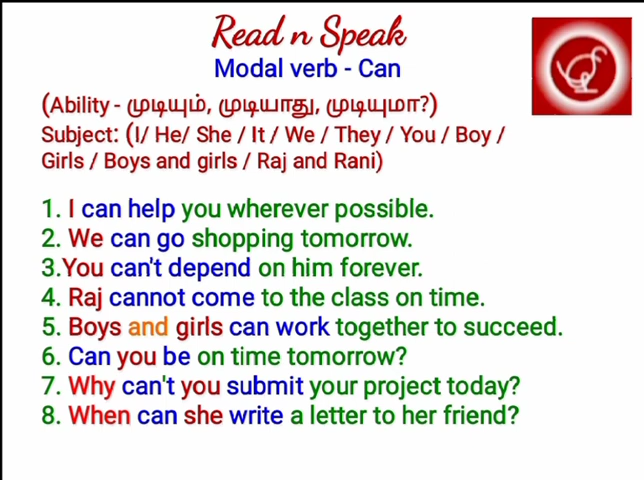 Read n Speak
Modal verb - Can
(Ability - முடியும், முடியாது, முடியுமா?)
Subject: (I/ He/ She / It / We / They / You / Boy /
Girls / Boys and girls / Raj and Rani)
1. I can help you wherever possible.
2. We can go shopping tomorrow.
3.You can't depend on him forever.
4. Raj cannot come to the class on time.
5. Boys and girls can work together to succeed.
6. Can you be on time tomorrow?
7. Why can't you submit your project today?
8. When can she write a letter to her friend?